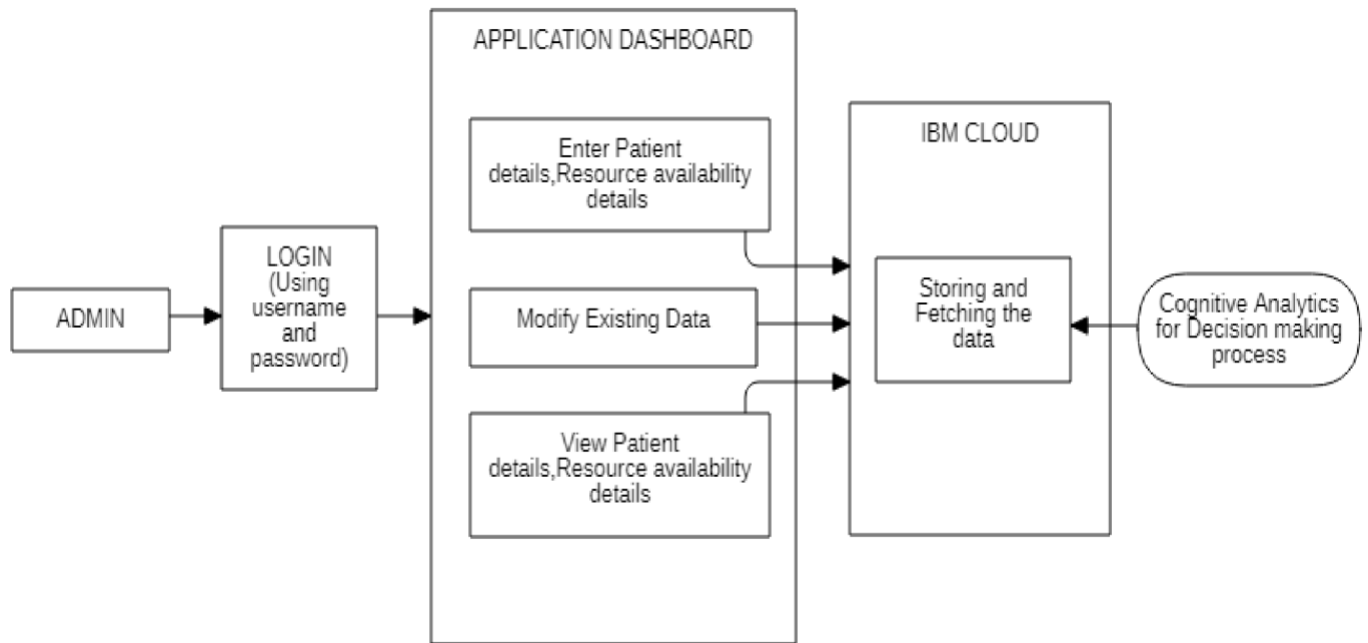 APPLICATION DASHBOARD
Enter Patient
details,Resource availability
details
IBM CLOUD
LOGIN
(Using
username
and
password)
ADMIN
Modify Existing Data
Storing and
Fetching the
data
Cognitive Analytics
for Decision making
process
View Patient
details,Resource availability
details